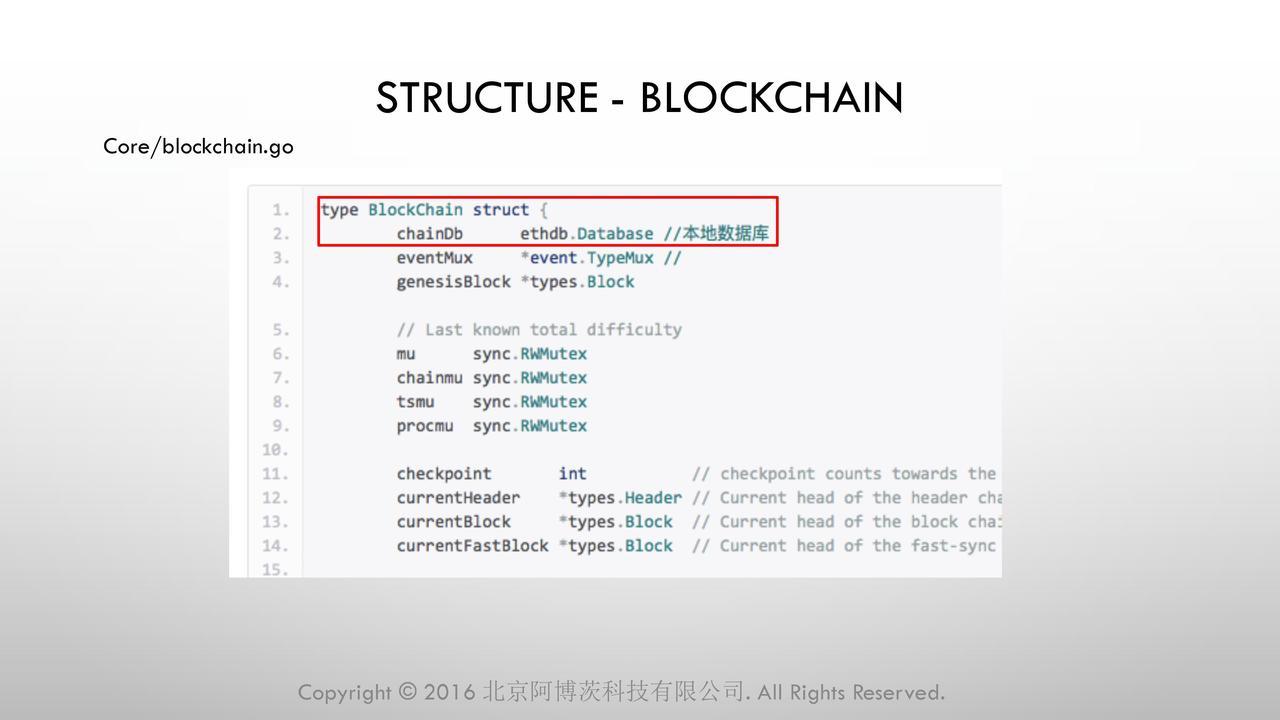 STRUCTURE - BLOCKCHAIN
Core/blockchain.go
1. type BlockChain struct {
2. chainDb ethdb.Database //本地数据库
3. eventMux *event.TypeMux //
4. genesisBlock *types.Block
5. // Last known total difficulty
6. mu sync.RWMutex
7. chainmu sync.RWMutex
8. tsmu sync.RWMutex
9. procmu sync.RWMutex
10.
11. checkpoint int // checkpoint counts towards the
12. currentHeader *types.Header // Current head of the header cha
13. currentBlock *types.Block // Current head of the block chai
14. currentFastBlock *types.Block // Current head of the fast-sync
15.
Copyright © 2016 北京阿博茨科技有限公司. All Rights Reserved.